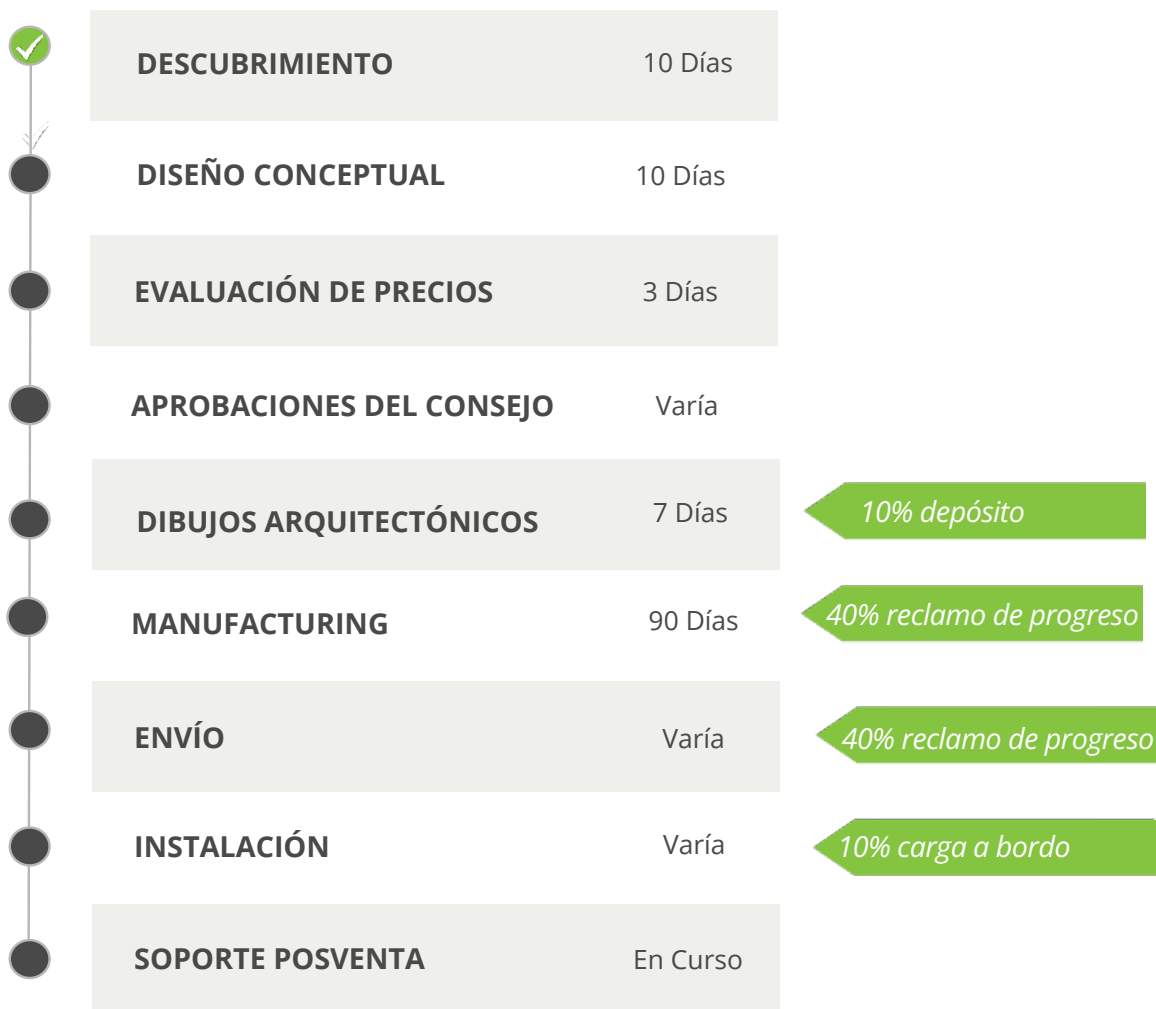 DESCUBRIMIENTO 10 Días
DISEÑO CONCEPTUAL 10 Días
EVALUACIÓN DE PRECIOS 3 Días
APROBACIONES DEL CONSEJO Varía
DIBUJOS ARQUITECTÓNICOS 7 Días 10% depósito
MANUFACTURING 90 Días 40% reclamo de progreso
ENVÍO Varía 40% reclamo de progreso
INSTALACIÓN Varía 10% carga a bordo
SOPORTE POSVENTA En Curso